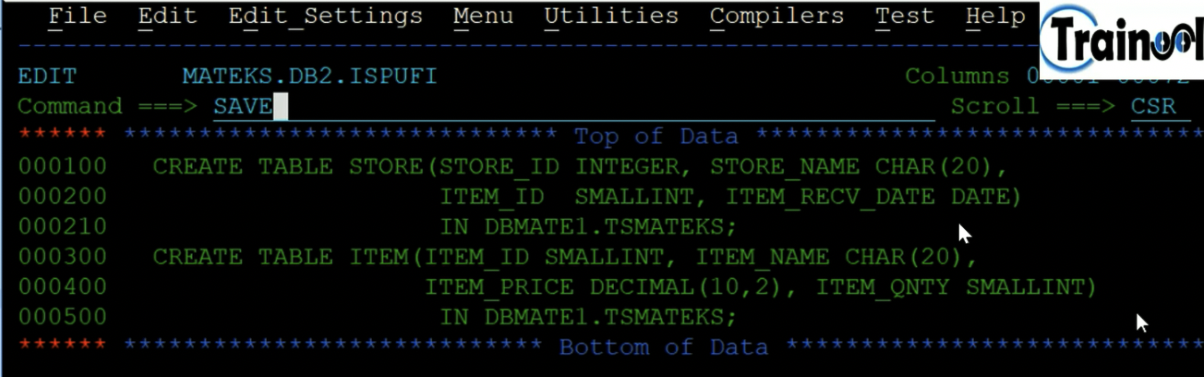 File Edit Edit_Settings Menu Utilities Compilers Test Help
Trainool
EDIT MATEKS.DB2.ISPUFI Columns
Command ===> SAVE Scroll ===> CSR
****** ***************************** Top of Data ******************************
000100 CREATE TABLE STORE(STORE_ID INTEGER, STORE_NAME CHAR(20),
000200 ITEM_ID SMALLINT, ITEM_RECV_DATE DATE)
000210 IN DBMATE1.TSMATEKS;
000300 CREATE TABLE ITEM(ITEM_ID SMALLINT, ITEM_NAME CHAR(20),
000400 ITEM_PRICE DECIMAL(10,2), ITEM_QNTY SMALLINT)
000500 IN DBMATE1.TSMATEKS;
****** **************************** Bottom of Data ****************************